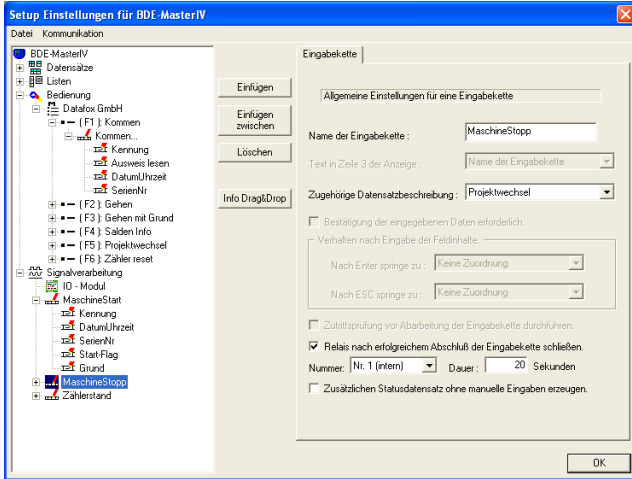 Setup Einstellungen für BDE-MasterIV
Datei Kommunikation
BDE-MasterIV
Datensätze
Listen
Bedienung
Datafox GmbH
( F1 ): Kommen
Kommen...
Kennung
Ausweis lesen
DatumUhrzeit
SerienNr
( F2 ): Gehen
( F3 ): Gehen mit Grund
( F4 ): Salden Info
( F5 ): Projektwechsel
( F6 ): Zähler reset
Signalverarbeitung
IO - Modul
MaschineStart
Kennung
DatumUhrzeit
SerienNr
Start-Flag
Grund
MaschineStopp
Zählerstand
Einfügen
Einfügen
zwischen
Löschen
Info Drag&Drop
Eingabekette
Allgemeine Einstellungen für eine Eingabekette
Name der Eingabekette : MaschineStopp
Text in Zeile 3 der Anzeige : Name der Eingabekette
Zugehörige Datensatzbeschreibung : Projektwechsel
Bestätigung der eingegebenen Daten erforderlich.
Verhalten nach Eingabe der Feldinhalte.
Nach Enter springe zu : Keine Zuordnung
Nach ESC springe zu : Keine Zuordnung
Zutrittsprüfung vor Abarbeitung der Eingabekette durchführen.
Relais nach erfolgreichem Abschluß der Eingabekette schließen.
Nummer: Nr. 1 (intern) Dauer : 20 Sekunden
Zusätzlichen Statusdatensatz ohne manuelle Eingaben erzeugen.
OK